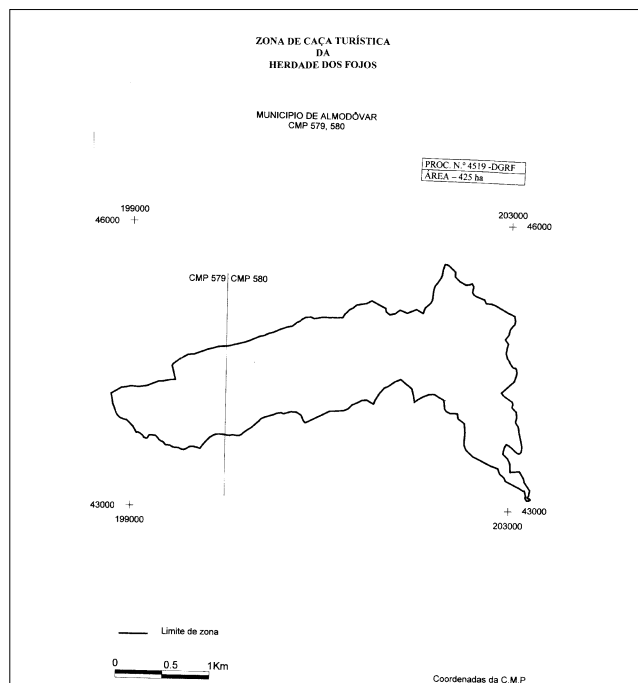 ZONA DE CAÇA TURÍSTICA
DA
HERDADE DOS FOJOS
MUNICIPIO DE ALMODÔVAR
CMP 579, 580
PROC. N.º 4519 -DGRF
ÁREA – 425 ha
199000
46000
203000
46000
CMP 579 CMP 580
43000
199000
43000
203000
Limite de zona
0 0.5 1Km
Coordenadas da C.M.P